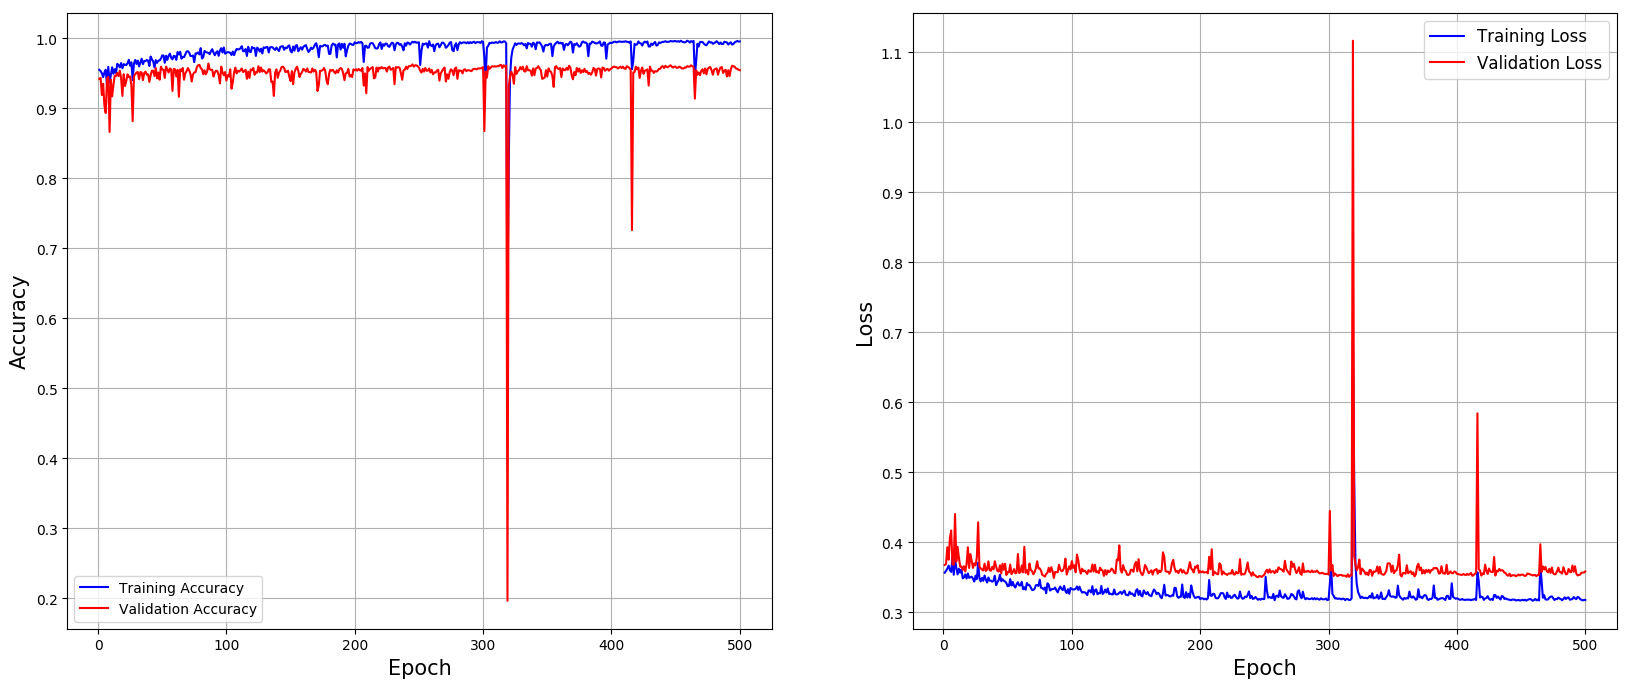 1.0
0.9
0.8
0.7
0.6
0.5
0.4
0.3
0.2
Accuracy
Training Accuracy
Validation Accuracy
0 100 200 300 400 500
Epoch
1.1
1.0
0.9
0.8
0.7
0.6
0.5
0.4
0.3
Loss
Training Loss
Validation Loss
0 100 200 300 400 500
Epoch